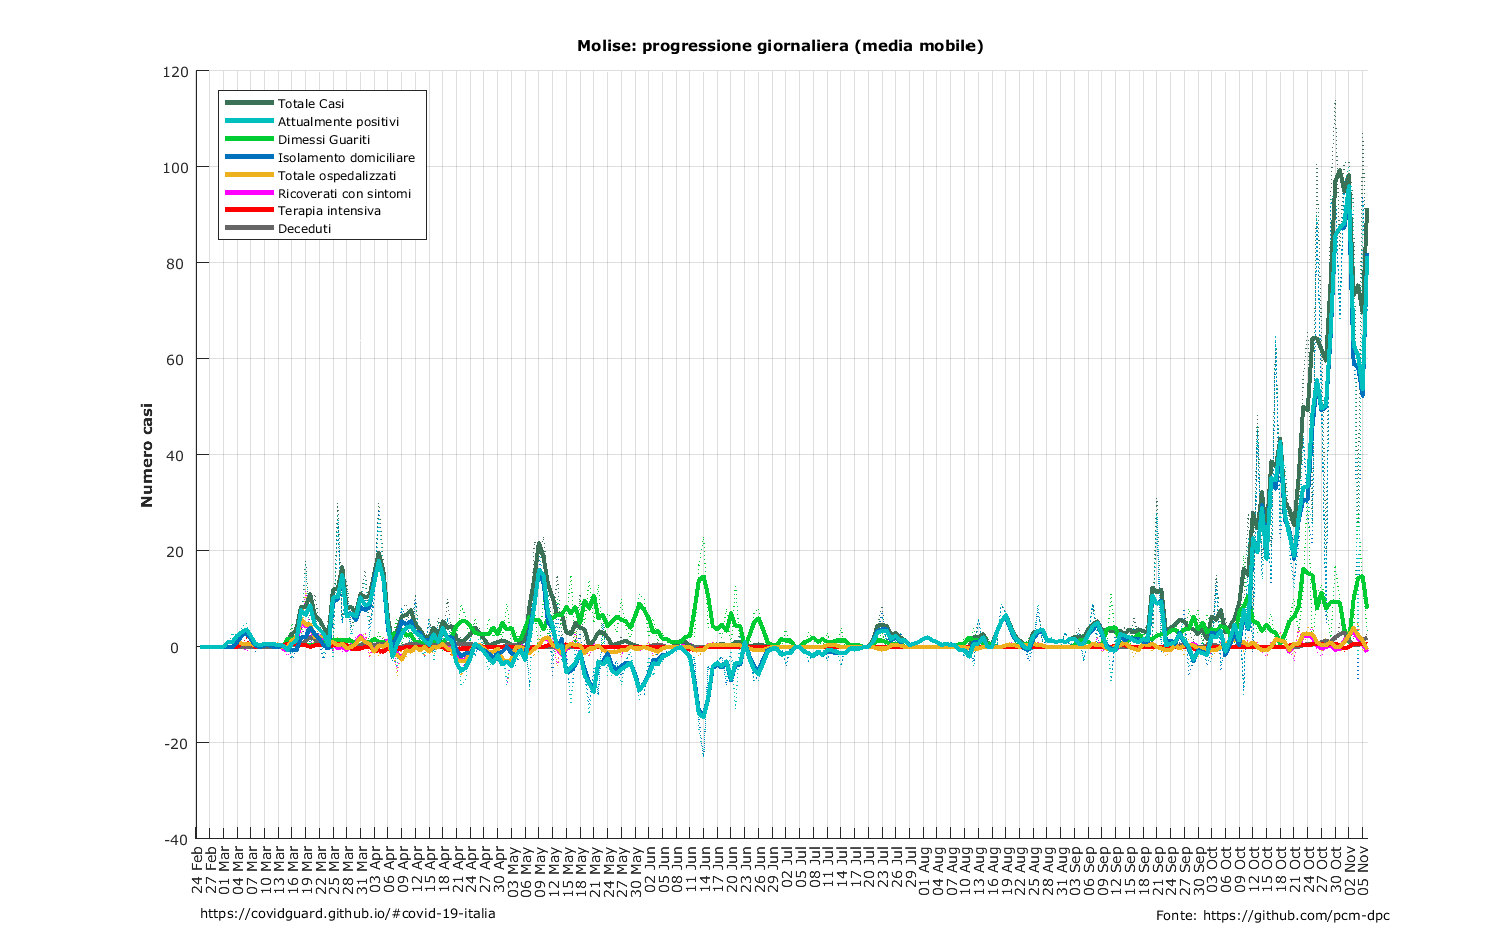 Molise: progressione giornaliera (media mobile)
120
100
80
60
40
20
0
-20
-40
Numero casi
Totale Casi
Attualmente positivi
Dimessi Guariti
Isolamento domiciliare
Totale ospedalizzati
Ricoverati con sintomi
Terapia intensiva
Deceduti
24 Feb
27 Feb
01 Mar
04 Mar
07 Mar
10 Mar
13 Mar
16 Mar
19 Mar
22 Mar
25 Mar
28 Mar
31 Mar
03 Apr
06 Apr
09 Apr
12 Apr
15 Apr
18 Apr
21 Apr
24 Apr
27 Apr
30 Apr
03 May
06 May
09 May
12 May
15 May
18 May
21 May
24 May
27 May
30 May
02 Jun
05 Jun
08 Jun
11 Jun
14 Jun
17 Jun
20 Jun
23 Jun
26 Jun
29 Jun
02 Jul
05 Jul
08 Jul
11 Jul
14 Jul
17 Jul
20 Jul
23 Jul
26 Jul
29 Jul
01 Aug
04 Aug
07 Aug
10 Aug
13 Aug
16 Aug
19 Aug
22 Aug
25 Aug
28 Aug
31 Aug
03 Sep
06 Sep
09 Sep
12 Sep
15 Sep
18 Sep
21 Sep
24 Sep
27 Sep
30 Sep
03 Oct
06 Oct
09 Oct
12 Oct
15 Oct
18 Oct
21 Oct
24 Oct
27 Oct
30 Oct
02 Nov
05 Nov
https://covidguard.github.io/#covid-19-italia
Fonte: https://github.com/pcm-dpc